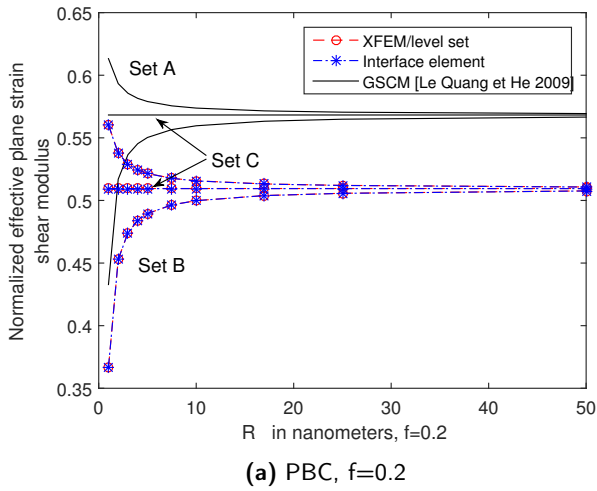 0.65
0.6
0.55
0.5
0.45
0.4
0.35
Normalized effective plane strain
shear modulus
XFEM/level set
Interface element
GSCM [Le Quang et He 2009]
Set A
Set C
Set B
0 10 20 30 40 50
R in nanometers, f=0.2
(a) PBC, f=0.2